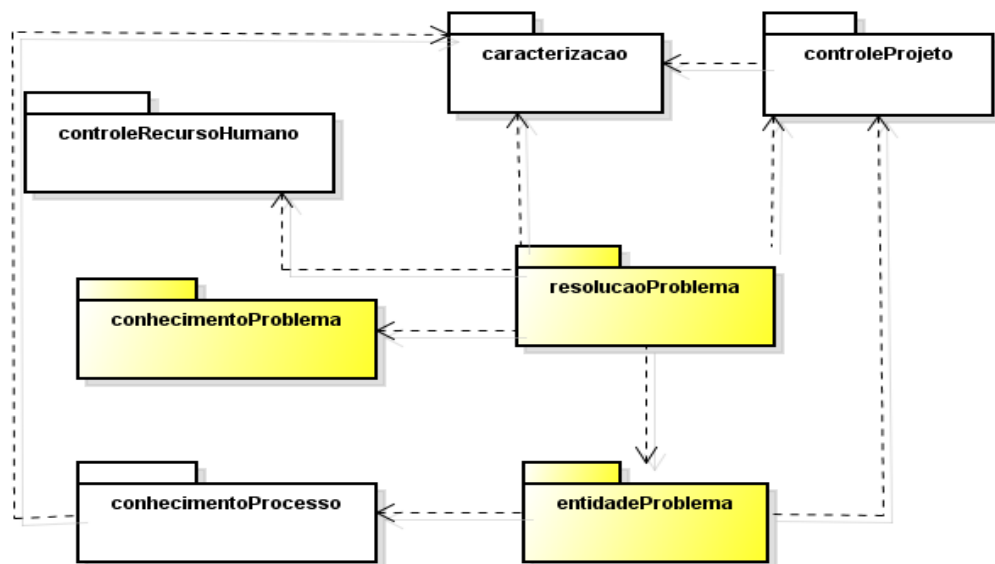 caracterizacao
controleProjeto
controleRecursoHumano
resolucaoProblema
conhecimentoProblema
conhecimentoProcesso
entidadeProblema